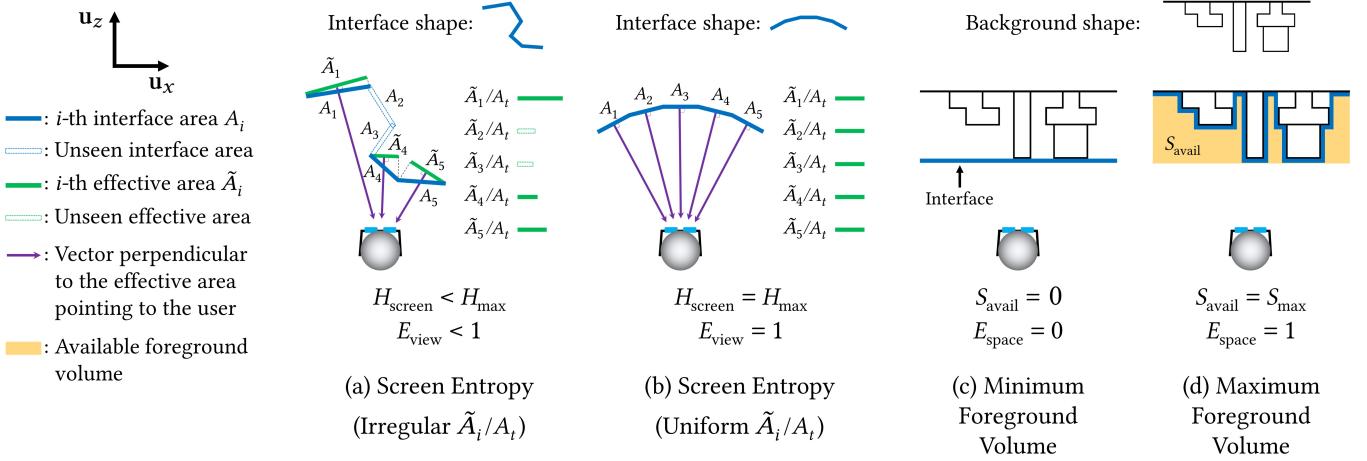 u_z
u_x
: i-th interface area A_i
: Unseen interface area
: i-th effective area Ã_i
: Unseen effective area
: Vector perpendicular
to the effective area
pointing to the user
: Available foreground
volume
Interface shape:
Ã_1
A_1
A_2
A_3
Ã_4
A_4
Ã_5
A_5
Ã_1/A_t
Ã_2/A_t
Ã_3/A_t
Ã_4/A_t
Ã_5/A_t
H_screen < H_max
E_view < 1
(a) Screen Entropy
(Irregular Ã_i/A_t)
Interface shape:
A_1
A_2
A_3
A_4
A_5
Ã_1/A_t
Ã_2/A_t
Ã_3/A_t
Ã_4/A_t
Ã_5/A_t
H_screen = H_max
E_view = 1
(b) Screen Entropy
(Uniform Ã_i/A_t)
Background shape:
Interface
S_avail = 0
E_space = 0
(c) Minimum
Foreground
Volume
S_avail
S_avail = S_max
E_space = 1
(d) Maximum
Foreground
Volume